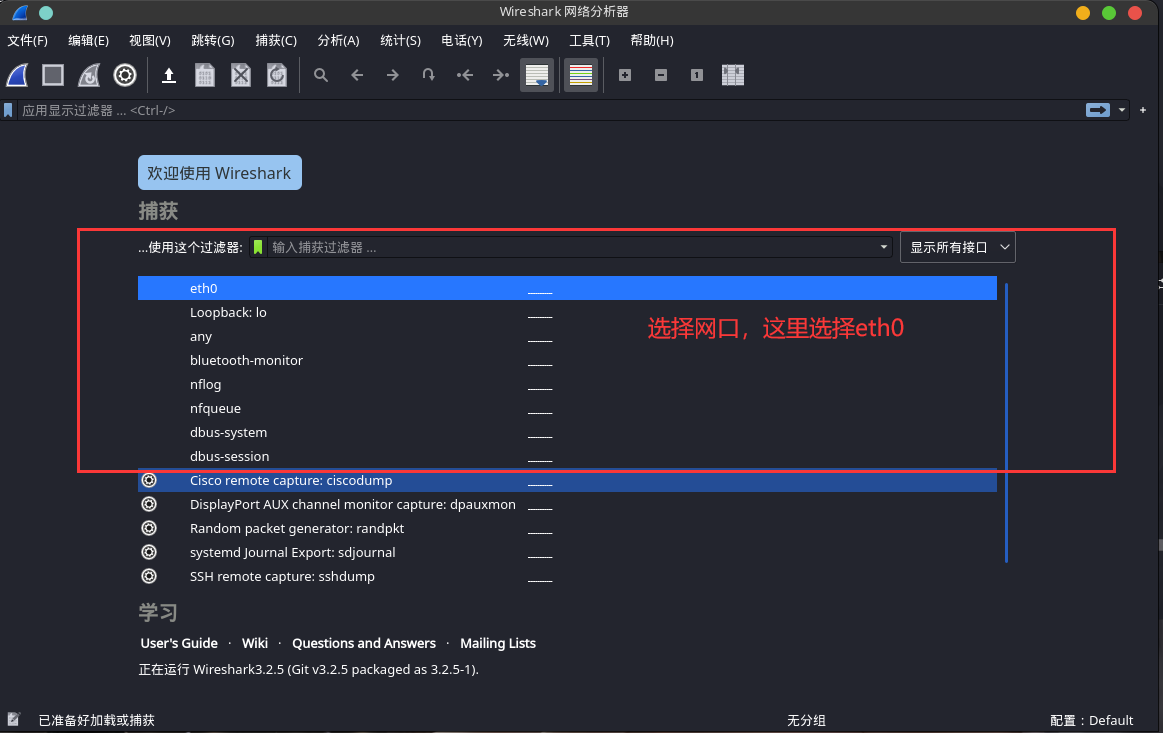 Wireshark 网络分析器
文件(F) 编辑(E) 视图(V) 跳转(G) 捕获(C) 分析(A) 统计(S) 电话(Y) 无线(W) 工具(T) 帮助(H)
1
应用显示过滤器 … <Ctrl-/> +
欢迎使用 Wireshark
捕获
…使用这个过滤器: 输入捕获过滤器 … 显示所有接口
eth0
Loopback: lo
选择网口，这里选择eth0
any
bluetooth-monitor
nflog
nfqueue
dbus-system
dbus-session
Cisco remote capture: ciscodump
DisplayPort AUX channel monitor capture: dpauxmon
Random packet generator: randpkt
systemd Journal Export: sdjournal
SSH remote capture: sshdump
学习
User's Guide · Wiki · Questions and Answers · Mailing Lists
正在运行 Wireshark3.2.5 (Git v3.2.5 packaged as 3.2.5-1).
已准备好加载或捕获 无分组 配置：Default